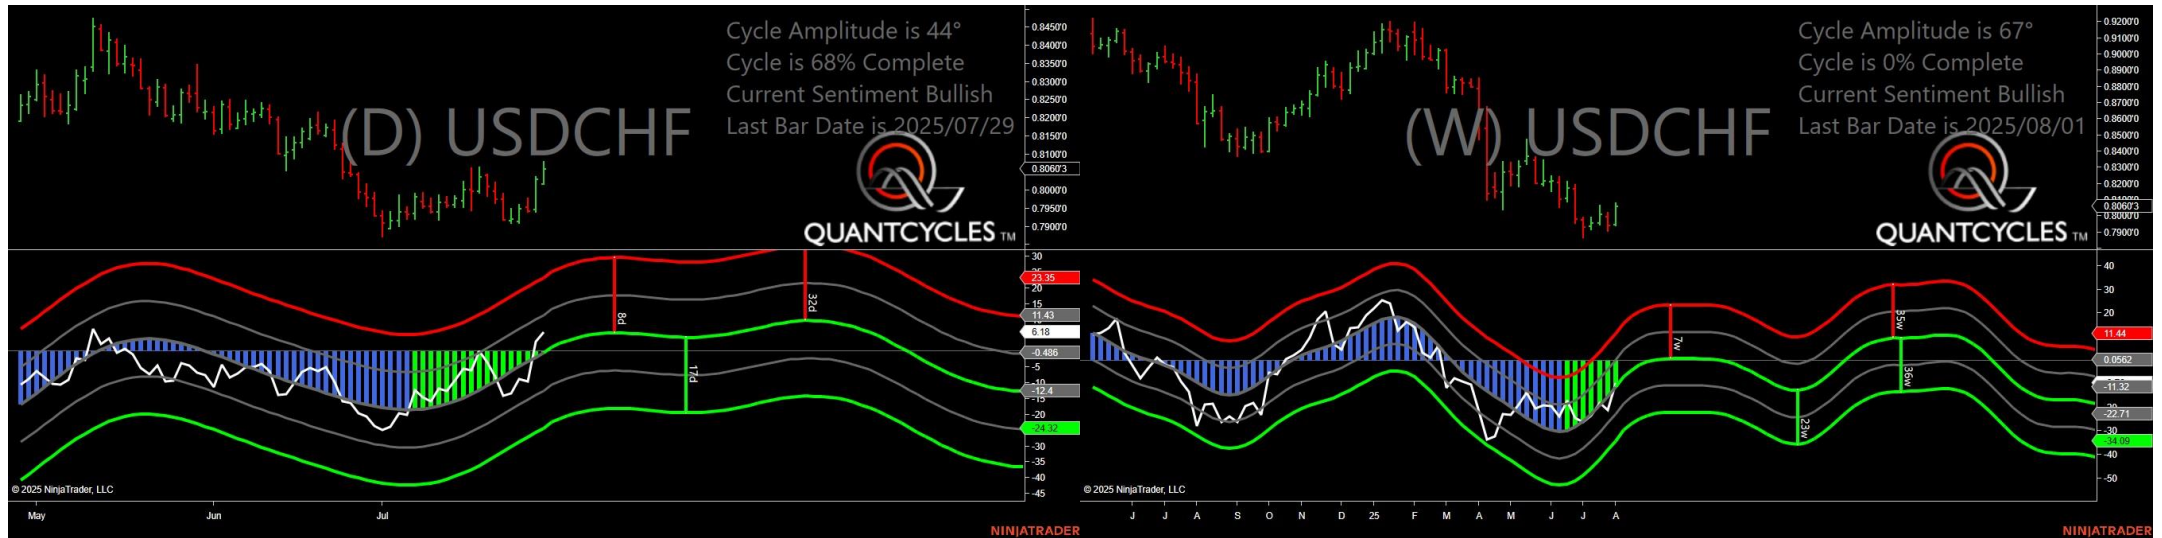 Cycle Amplitude is 44°
Cycle is 68% Complete
Current Sentiment Bullish
Last Bar Date is 2025/07/29
(D) USDCHF
QUANTCYCLES TM
0.8450'0
0.8400'0
0.8350'0
0.8300'0
0.8250'0
0.8200'0
0.8150'0
0.8100'0
0.8060'3
0.8000'0
0.7950'0
0.7900'0
30
23.35
20
15
11.43
6.18
-0.486
-5
-10
-12.4
-15
-20
-24.32
-30
-35
-40
-45
8d
17d
32d
© 2025 NinjaTrader, LLC
May Jun Jul
NINJATRADER
Cycle Amplitude is 67°
Cycle is 0% Complete
Current Sentiment Bullish
Last Bar Date is 2025/08/01
(W) USDCHF
QUANTCYCLES TM
0.9200'0
0.9100'0
0.9000'0
0.8900'0
0.8800'0
0.8700'0
0.8600'0
0.8500'0
0.8400'0
0.8300'0
0.8200'0
0.8060'3
0.8000'0
0.7900'0
40
30
20
11.44
0.0562
-11.32
-22.71
-30
-34.09
-40
-50
7w
23w
35w
36w
© 2025 NinjaTrader, LLC
J J A S O N D 25 F M A M J J A
NINJATRADER